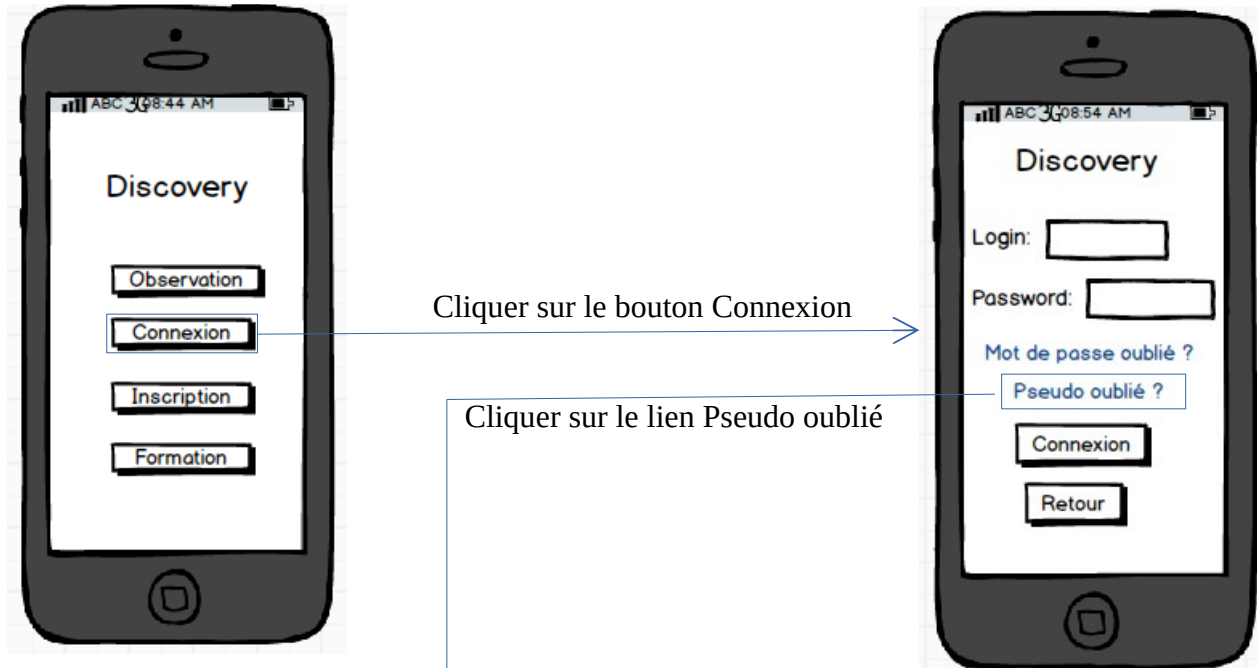 ABC 3G 08:44 AM
Discovery
Observation
Connexion
Inscription
Formation
Cliquer sur le bouton Connexion
Cliquer sur le lien Pseudo oublié
ABC 3G 08:54 AM
Discovery
Login:
Password:
Mot de passe oublié ?
Pseudo oublié ?
Connexion
Retour